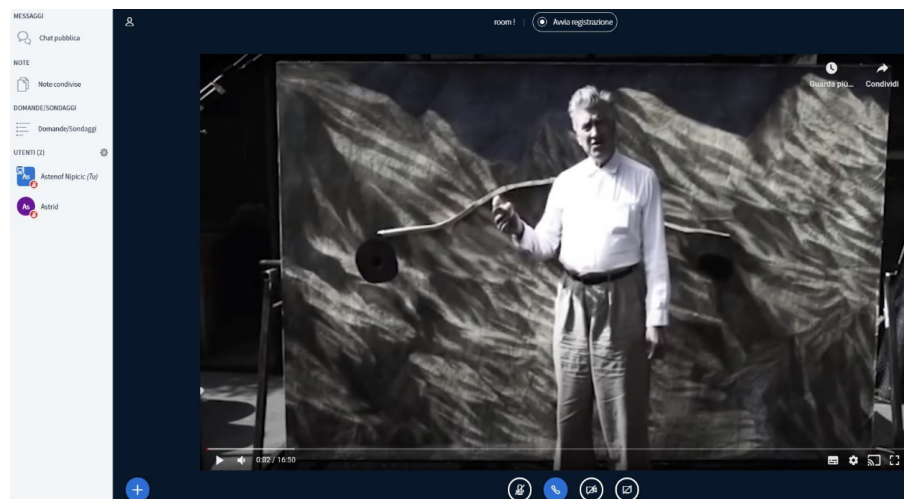 MESSAGGI
Chat pubblica
NOTE
Note condivise
DOMANDE/SONDAGGI
Domande/Sondaggi
UTENTI (2)
As Astenof Nipicic (Tu)
As Astrid
room !
Avvia registrazione
Guarda più...
Condividi
0:02 / 16:50